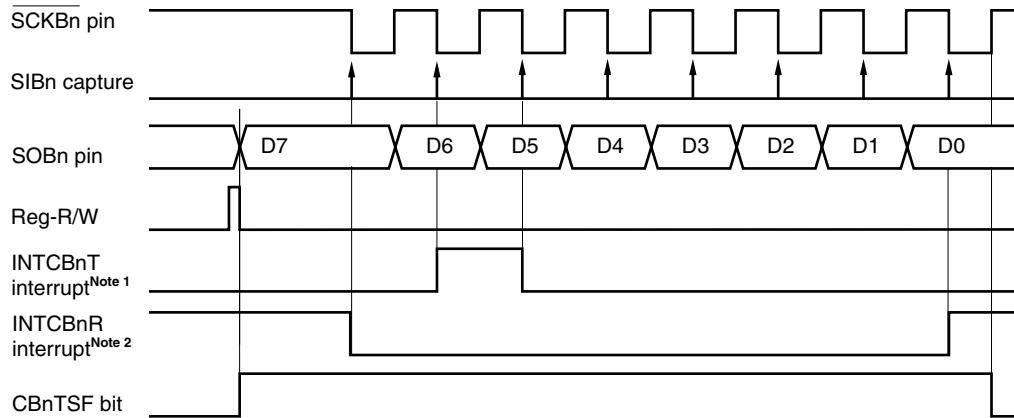 SCKBn pin
SIBn capture
SOBn pin
D7 D6 D5 D4 D3 D2 D1 D0
Reg-R/W
INTCBnT
interruptNote 1
INTCBnR
interruptNote 2
CBnTSF bit